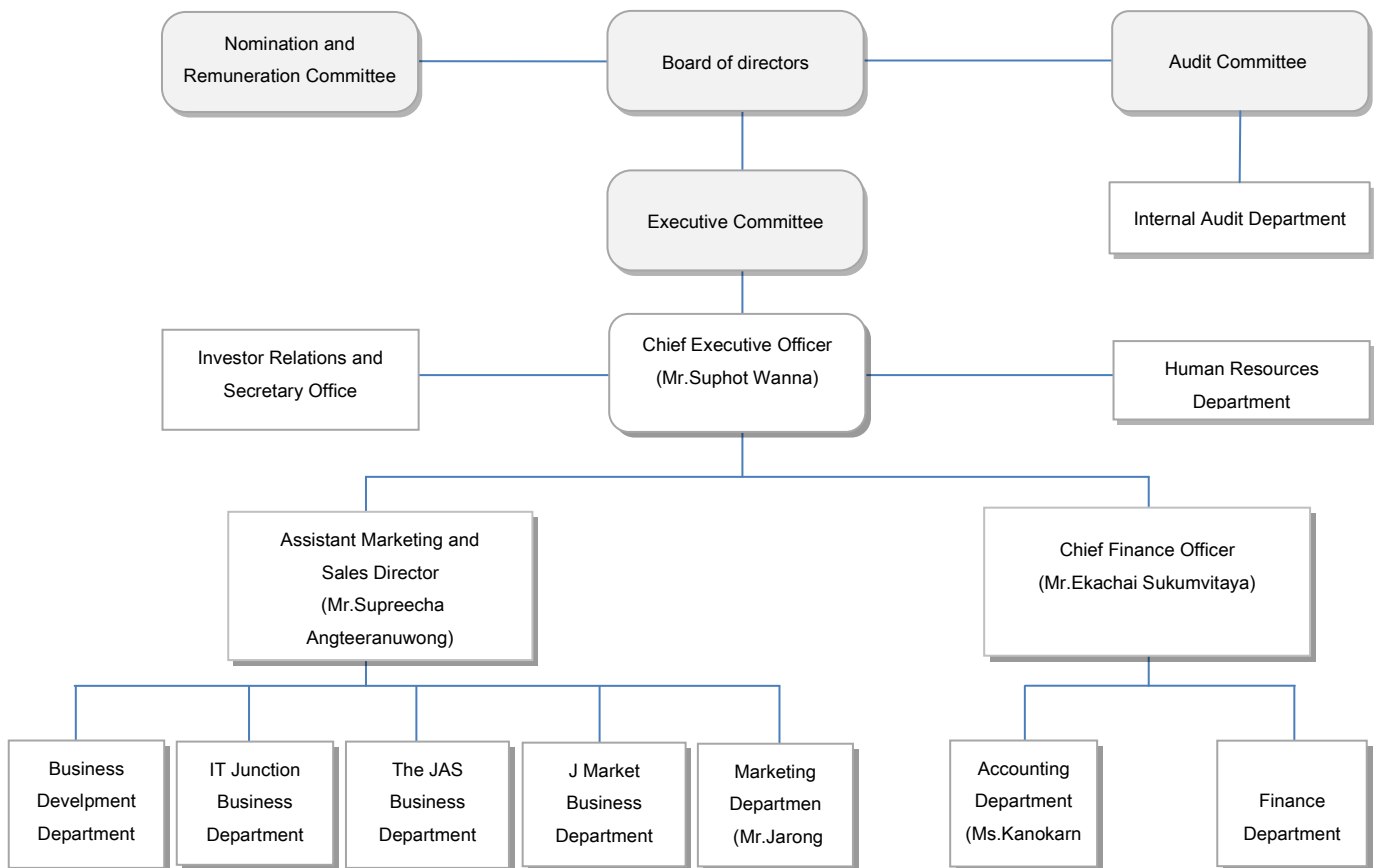 Nomination and
Remuneration Committee
Board of directors
Audit Committee
Executive Committee
Internal Audit Department
Investor Relations and
Secretary Office
Chief Executive Officer
(Mr.Suphot Wanna)
Human Resources
Department
Assistant Marketing and
Sales Director
(Mr.Supreecha
Angteeranuwong)
Chief Finance Officer
(Mr.Ekachai Sukumvitaya)
Business
Develpment
Department
IT Junction
Business
Department
The JAS
Business
Department
J Market
Business
Department
Marketing
Departmen
(Mr.Jarong
Accounting
Department
(Ms.Kanokarn
Finance
Department